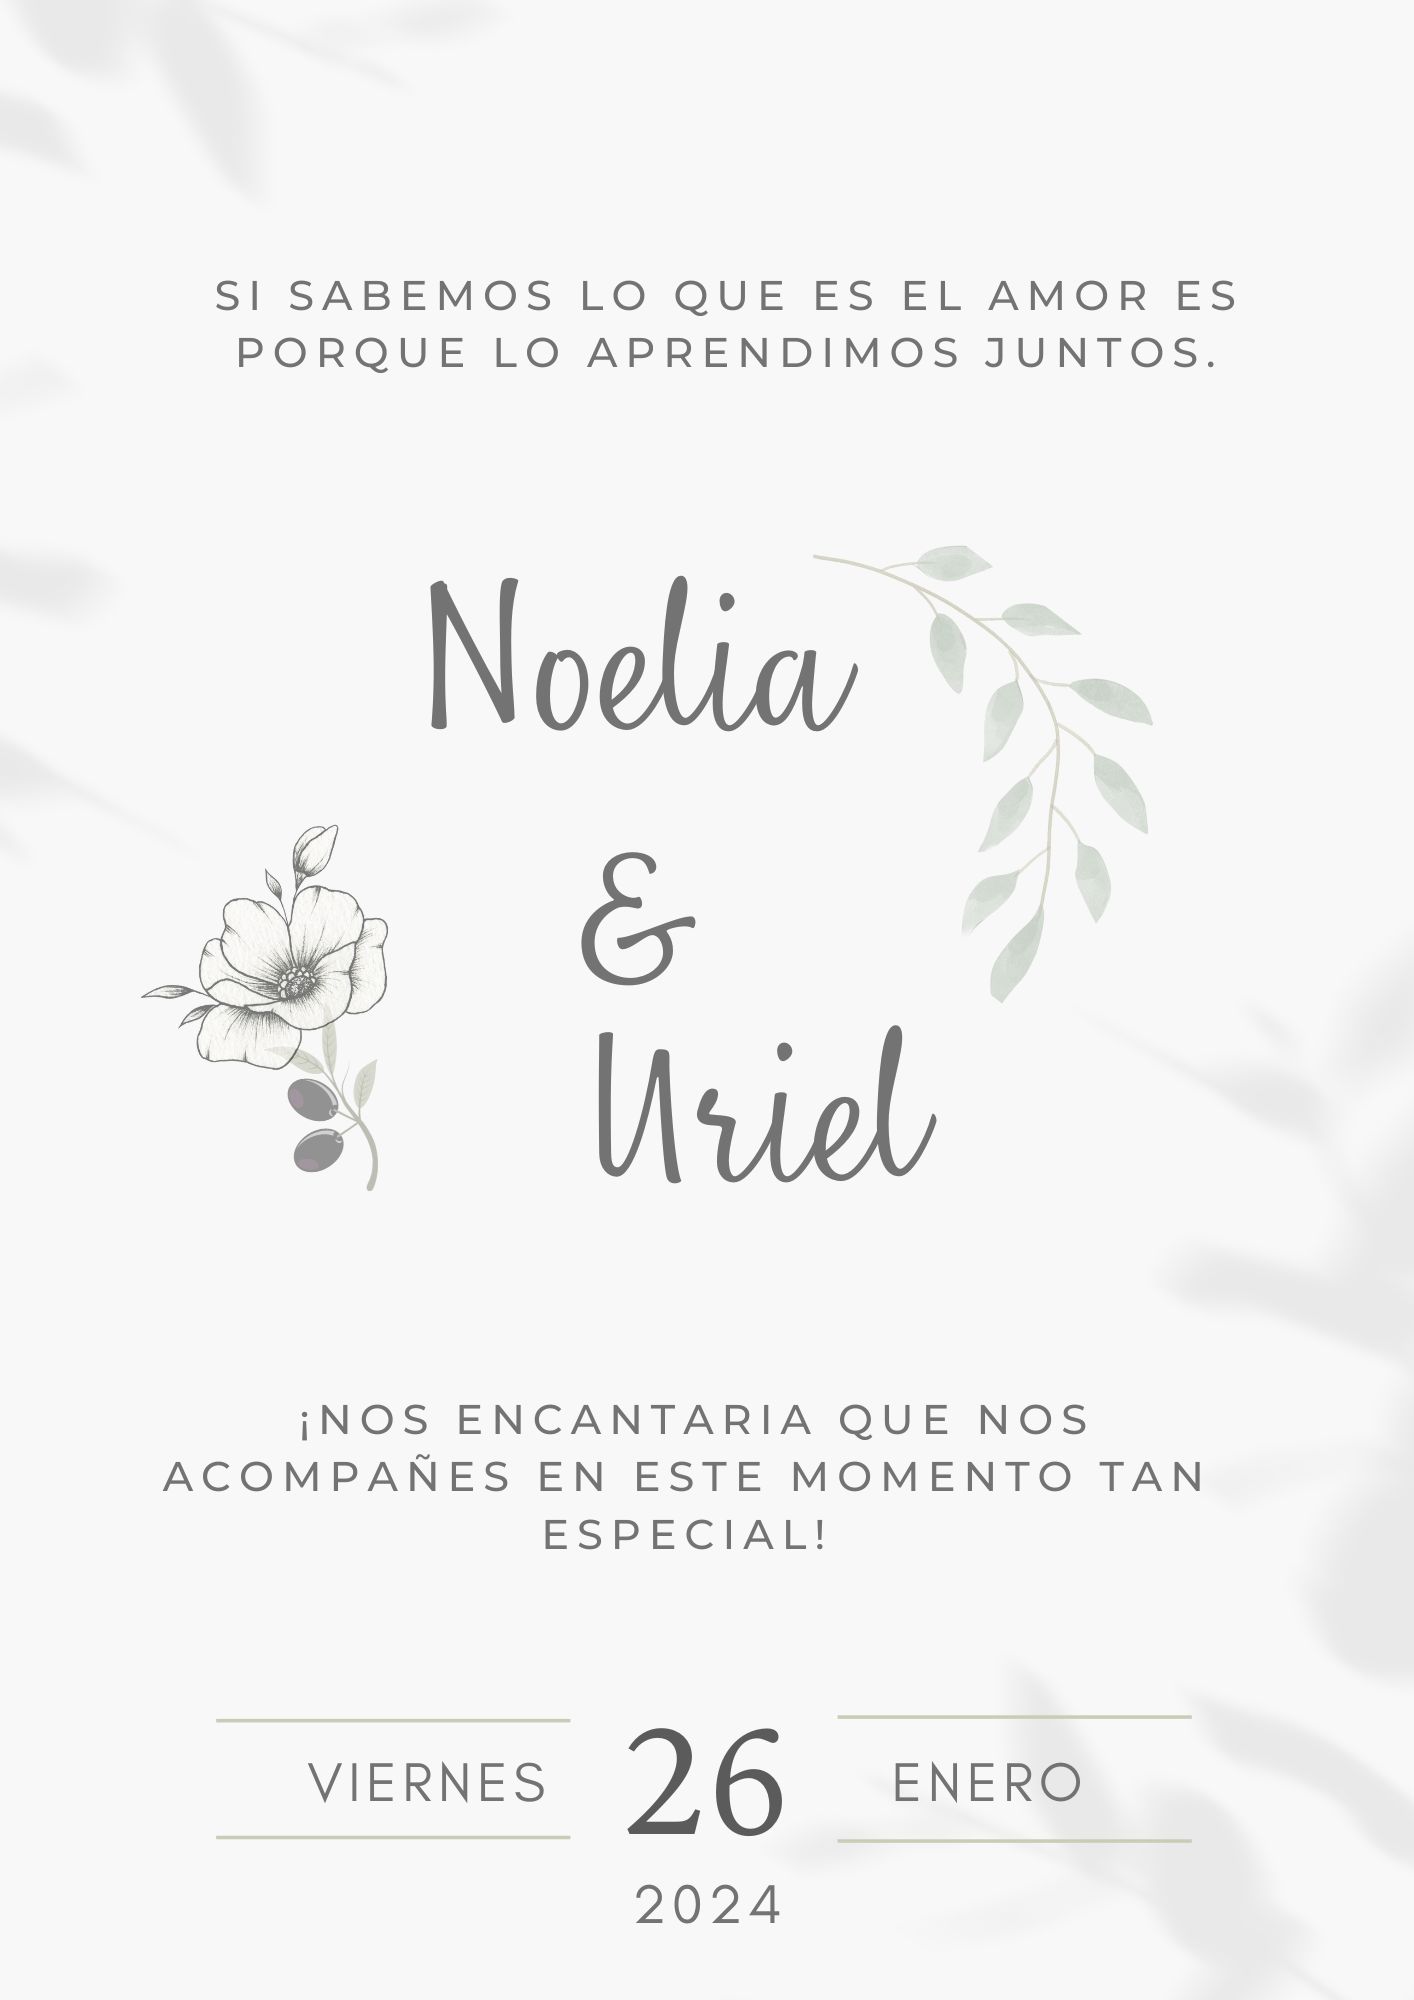 SI SABEMOS LO QUE ES EL AMOR ES
PORQUE LO APRENDIMOS JUNTOS.
Noelia
&
Uriel
¡NOS ENCANTARIA QUE NOS
ACOMPAÑES EN ESTE MOMENTO TAN
ESPECIAL!
VIERNES 26 ENERO
2024